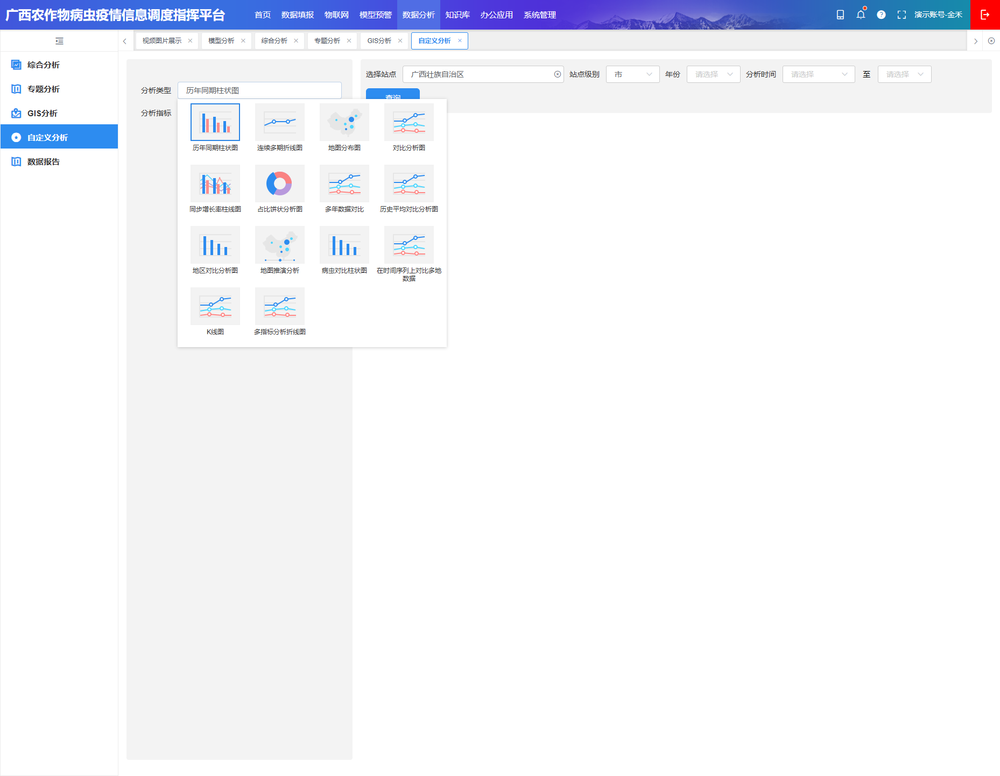 广西农作物病虫疫情信息调度指挥平台
首页 数据填报 物联网 模型预警 数据分析 知识库 办公应用 系统管理
演示账号-金禾
视频图片展示 模型分析 综合分析 专题分析 GIS分析 自定义分析
综合分析
专题分析
GIS分析
自定义分析
数据报告
分析类型 历年同期柱状图
分析指标
选择站点 广西壮族自治区 站点级别 市 年份 请选择 分析时间 请选择 至 请选择
查询
历年同期柱状图 连续多期折线图 地图分布图 对比分析图
同步增长率柱线图 占比饼状分析图 多年数据对比 历史平均对比分析图
地区对比分析图 地图推演分析 病虫对比柱状图 在时间序列上对比多地
数据
K线图 多指标分析折线图